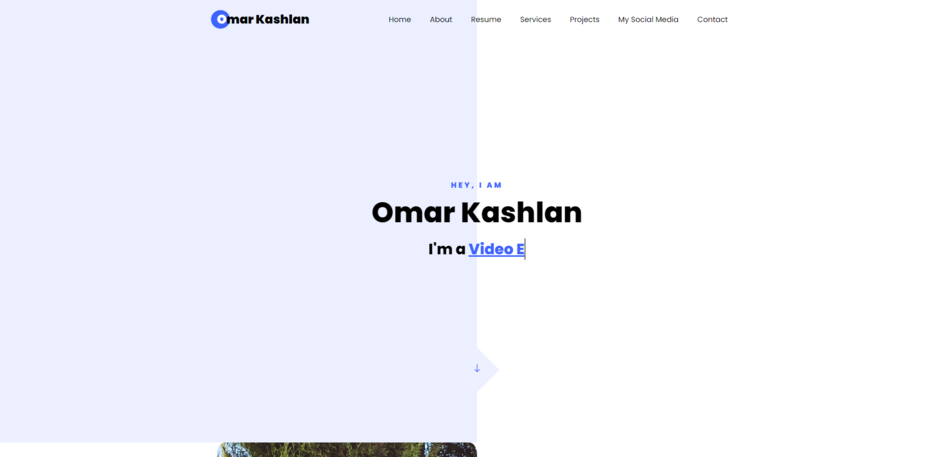 Omar Kashlan
Home About Resume Services Projects My Social Media Contact
HEY, I AM
Omar Kashlan
I'm a Video E